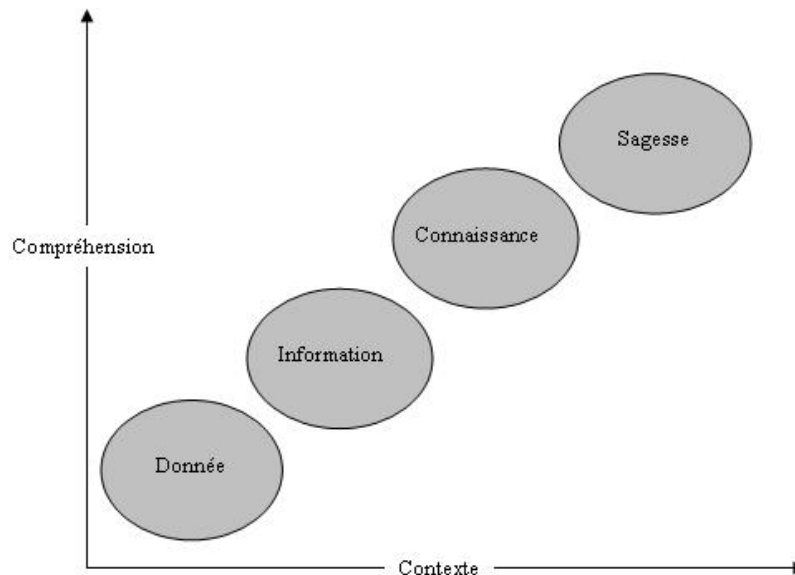 Sagesse
Connaissance
Compréhension
Information
Donnée
Contexte